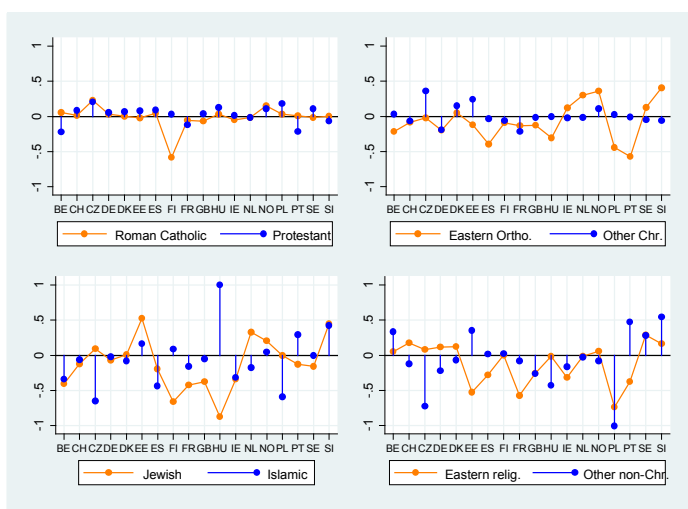 1
.5
0
-.5
-1
BE CH CZ DE DK EE ES FI FR GB HU IE NL NO PL PT SE SI
Roman Catholic Protestant
1
.5
0
-.5
-1
BE CH CZ DE DK EE ES FI FR GB HU IE NL NO PL PT SE SI
Eastern Ortho. Other Chr.
1
.5
0
-.5
-1
BE CH CZ DE DK EE ES FI FR GB HU IE NL NO PL PT SE SI
Jewish Islamic
1
.5
0
-.5
-1
BE CH CZ DE DK EE ES FI FR GB HU IE NL NO PL PT SE SI
Eastern relig. Other non-Chr.